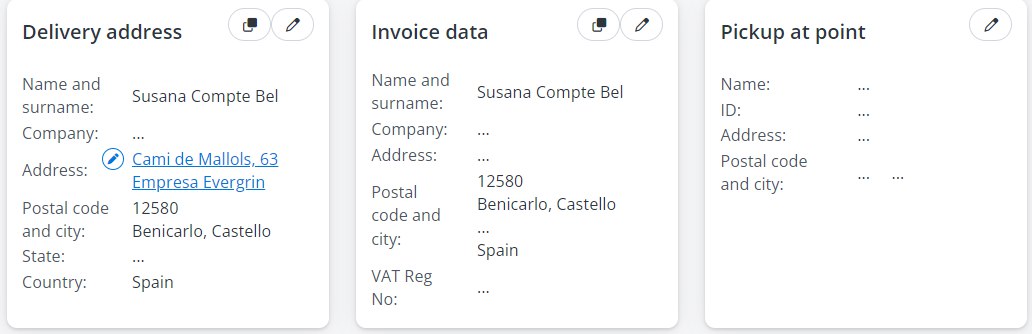 Delivery address
Name and
surname:
Susana Compte Bel
Company:
...
Address:
Cami de Mallols, 63
Empresa Evergrin
Postal code
and city:
12580
Benicarlo, Castello
State:
...
Country:
Spain
Invoice data
Name and
surname:
Susana Compte Bel
Company:
...
Address:
...
Postal
code and
city:
12580
Benicarlo, Castello
...
Spain
VAT Reg
No:
...
Pickup at point
Name:
...
ID:
...
Address:
...
Postal code
and city:
... ...